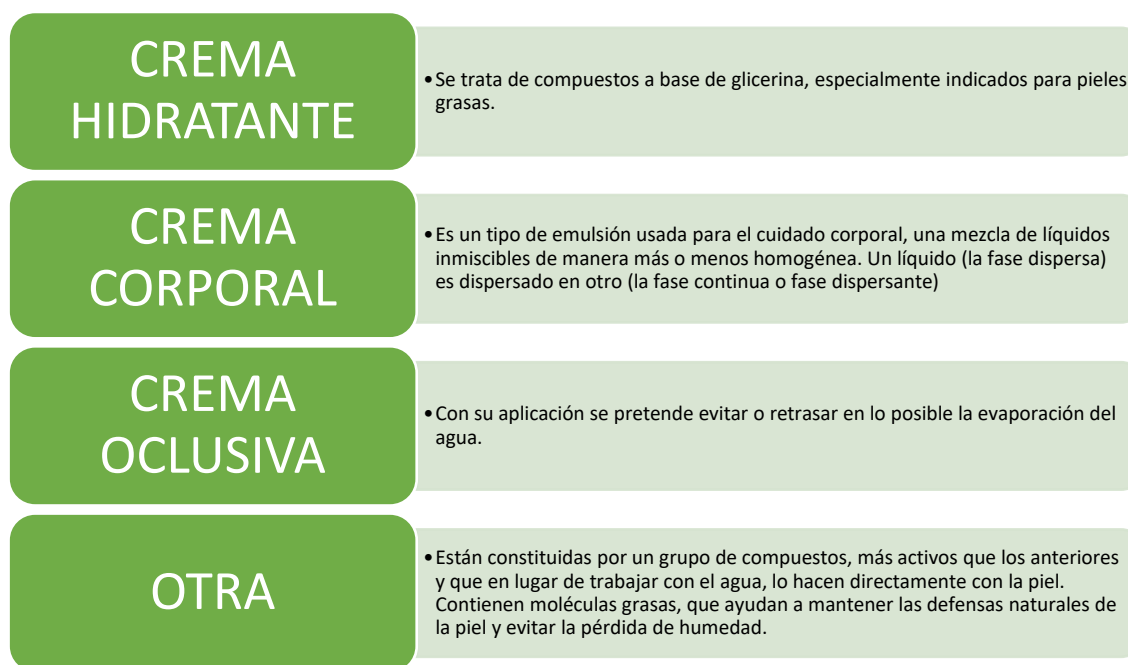 CREMA
HIDRATANTE
•Se trata de compuestos a base de glicerina, especialmente indicados para pieles
grasas.
CREMA
CORPORAL
•Es un tipo de emulsión usada para el cuidado corporal, una mezcla de líquidos
inmiscibles de manera más o menos homogénea. Un líquido (la fase dispersa)
es dispersado en otro (la fase continua o fase dispersante)
CREMA
OCLUSIVA
•Con su aplicación se pretende evitar o retrasar en lo posible la evaporación del
agua.
OTRA
•Están constituidas por un grupo de compuestos, más activos que los anteriores
y que en lugar de trabajar con el agua, lo hacen directamente con la piel.
Contienen moléculas grasas, que ayudan a mantener las defensas naturales de
la piel y evitar la pérdida de humedad.